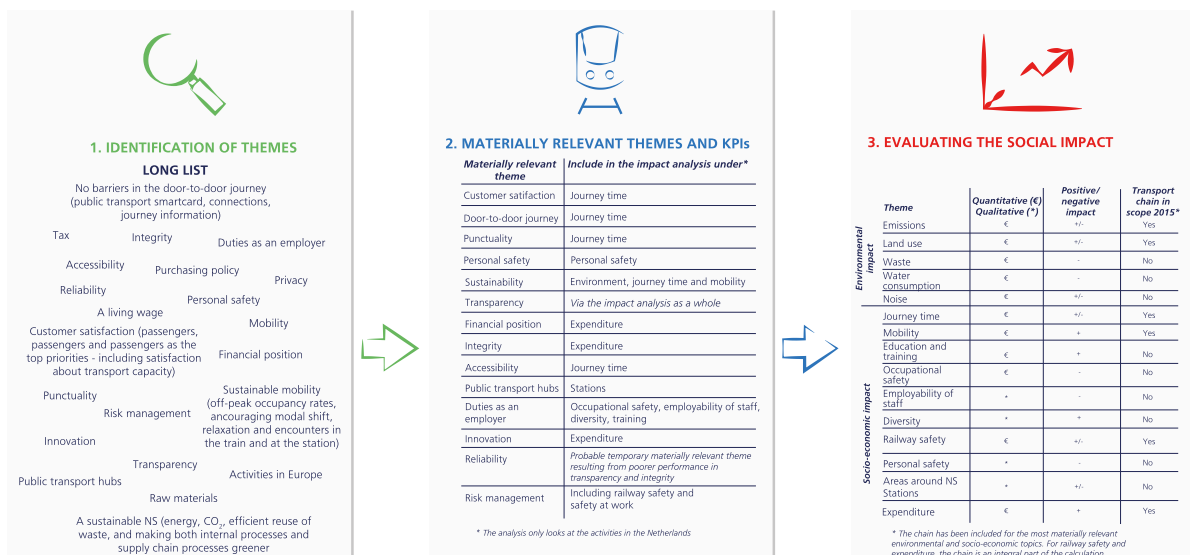 1. IDENTIFICATION OF THEMES
LONG LIST
No barriers in the door-to-door journey
(public transport smartcard, connections,
journey information)
Tax
Integrity
Duties as an employer
Accessibility
Purchasing policy
Privacy
Reliability
Personal safety
A living wage
Mobility
Customer satisfaction (passengers,
passengers and passengers as the
top priorities - including satisfaction
about transport capacity)
Financial position
Punctuality
Sustainable mobility
(off-peak occupancy rates,
ancouraging modal shift,
relaxation and encounters in
the train and at the station)
Risk management
Innovation
Transparency
Activities in Europe
Public transport hubs
Raw materials
A sustainable NS (energy, CO2, efficient reuse of
waste, and making both internal processes and
supply chain processes greener
2. MATERIALLY RELEVANT THEMES AND KPIs
Materially relevant theme Include in the impact analysis under*
Customer satifaction Journey time
Door-to-door journey Journey time
Punctuality Journey time
Personal safety Personal safety
Sustainability Environment, journey time and mobility
Transparency Via the impact analysis as a whole
Financial position Expenditure
Integrity Expenditure
Accessibility Journey time
Public transport hubs Stations
Duties as an employer Occupational safety, employability of staff,
diversity, training
Innovation Expenditure
Reliability Probable temporary materially relevant theme
resulting from poorer performance in
transparency and integrity
Risk management Including railway safety and
safety at work
* The analysis only looks at the activities in the Netherlands
3. EVALUATING THE SOCIAL IMPACT
Theme Quantitative (€) Qualitative (*) Positive/ negative impact Transport chain in scope 2015*
Environmental impact
Emissions € +/- Yes
Land use € +/- Yes
Waste € - No
Water consumption € - No
Noise € +/- No
Socio-economic impact
Journey time € +/- Yes
Mobility € + Yes
Education and training € + No
Occupational safety € - No
Employability of staff * - No
Diversity * + No
Railway safety € +/- Yes
Personal safety * - No
Areas around NS Stations * +/- No
Expenditure € + Yes
* The chain has been included for the most materially relevant
environmental and socio-economic topics. For railway safety and
expenditure, the chain is an integral part of the calculation